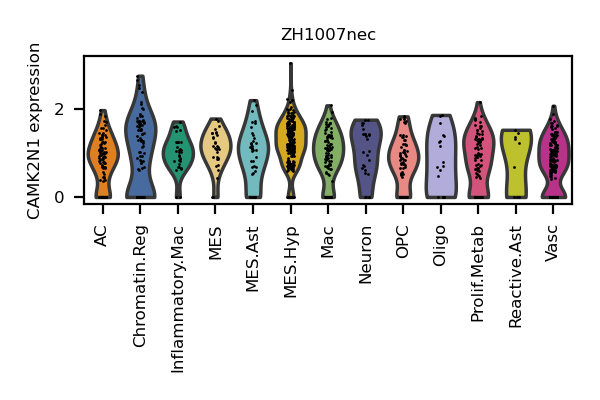 ZH1007nec
CAMK2N1 expression
2
0
AC
Chromatin.Reg
Inflammatory.Mac
MES
MES.Ast
MES.Hyp
Mac
Neuron
OPC
Oligo
Prolif.Metab
Reactive.Ast
Vasc